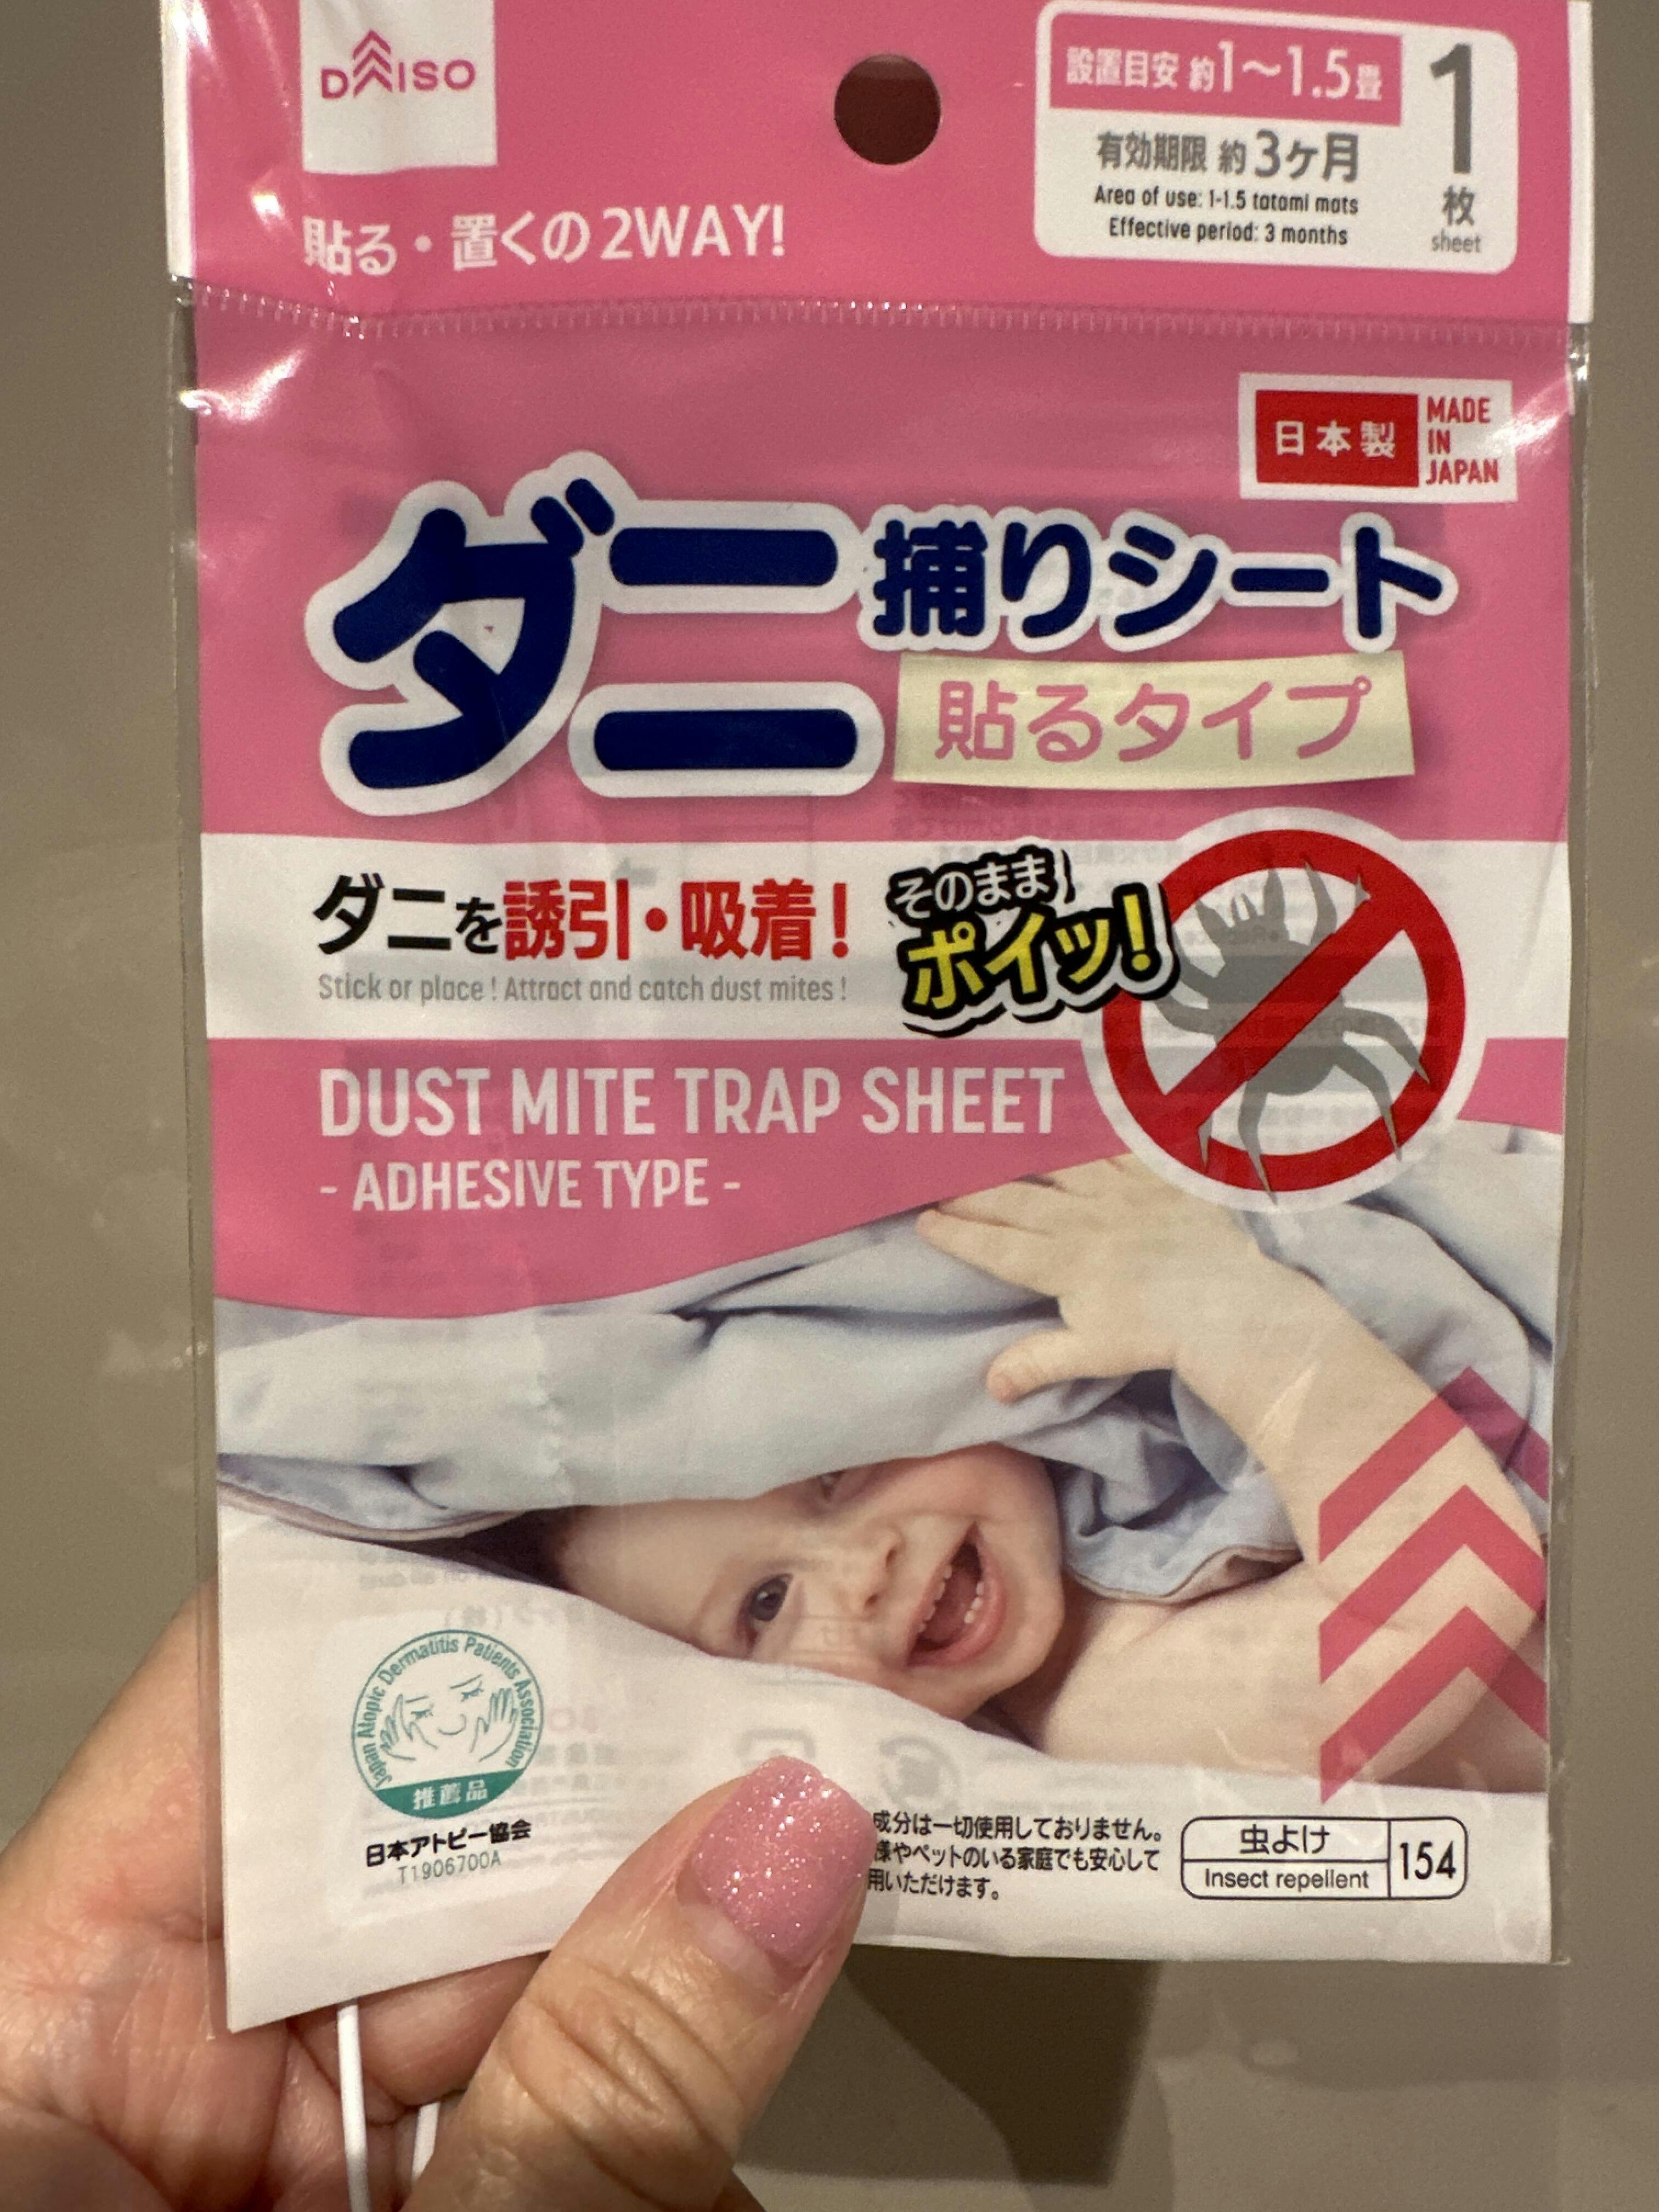 DAISO
設置目安 約1〜1.5畳
有効期限 約3ヶ月
Area of use: 1-1.5 tatami mats
Effective period: 3 months
1
枚
sheet
貼る・置くの2WAY!
日本製
MADE
IN
JAPAN
ダニ捕りシート
貼るタイプ
ダニを誘引・吸着!
Stick or place! Attract and catch dust mites!
そのまま
ポイッ!
DUST MITE TRAP SHEET
- ADHESIVE TYPE -
Japan Atopic Dermatitis Patients Association
推薦品
日本アトピー協会
T1906700A
成分は一切使用しておりません。
様やペットのいる家庭でも安心して
用いただけます。
虫よけ
Insect repellent
154